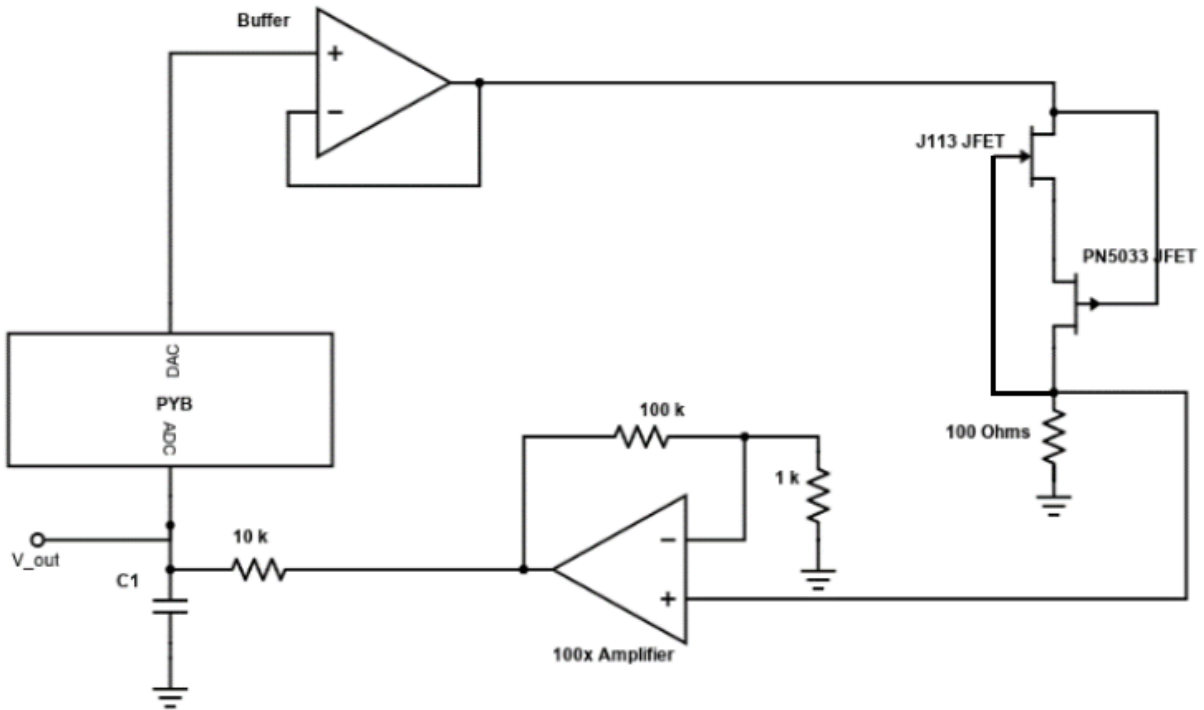 Buffer
+
−
J113 JFET
PN5033 JFET
DAC
PYB
ADC
100 k
100 Ohms
1 k
10 k
−
V_out
C1
+
100x Amplifier